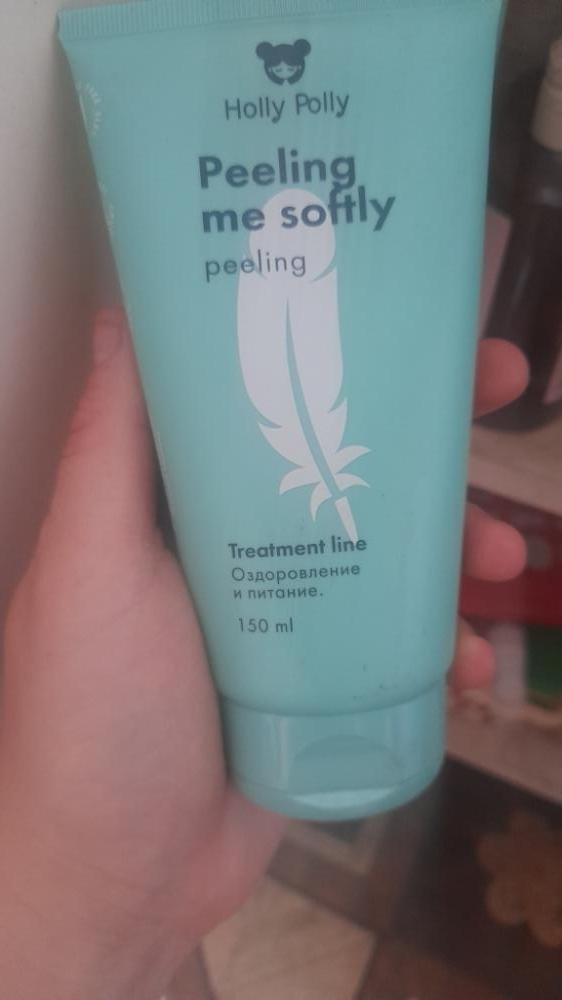 Holly Polly
Peeling
me softly
peeling
Treatment line
Оздоровление
и питание.
150 ml